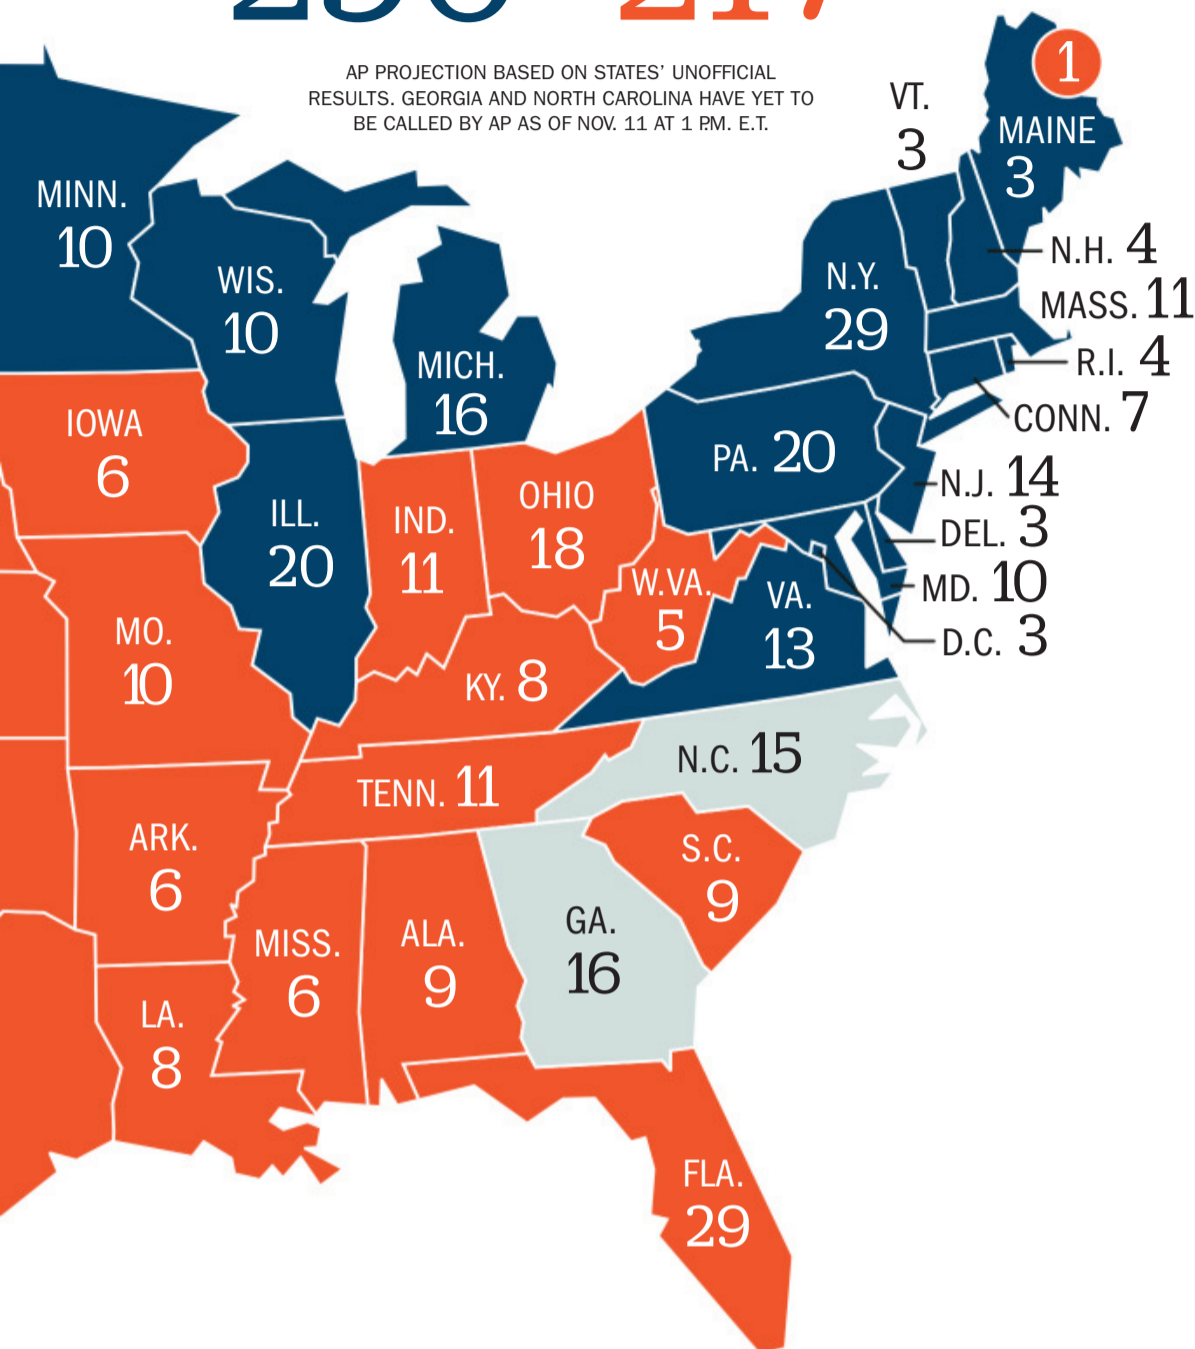 290 217
AP PROJECTION BASED ON STATES’ UNOFFICIAL
RESULTS. GEORGIA AND NORTH CAROLINA HAVE YET TO
BE CALLED BY AP AS OF NOV. 11 AT 1 P.M. E.T.
1
VT.
3
MAINE
3
MINN.
10
WIS.
10
MICH.
16
N.Y.
29
N.H. 4
MASS. 11
R.I. 4
CONN. 7
IOWA
6
ILL.
20
IND.
11
OHIO
18
PA. 20
N.J. 14
DEL. 3
MD. 10
D.C. 3
W.VA.
5
VA.
13
MO.
10
KY. 8
N.C. 15
TENN. 11
ARK.
6
S.C.
9
MISS.
6
ALA.
9
GA.
16
LA.
8
FLA.
29